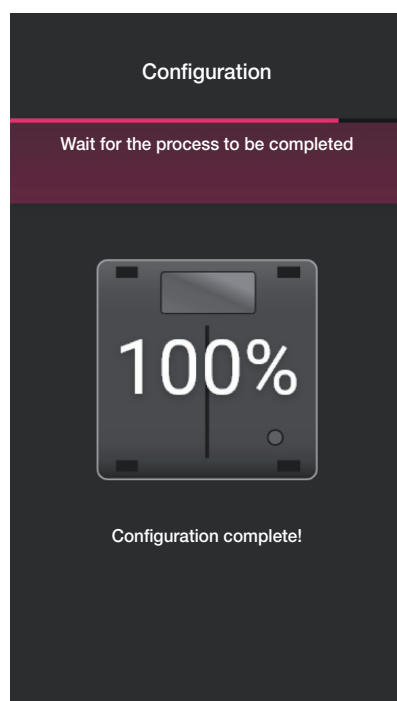 Configuration
Wait for the process to be completed
100%
Configuration complete!